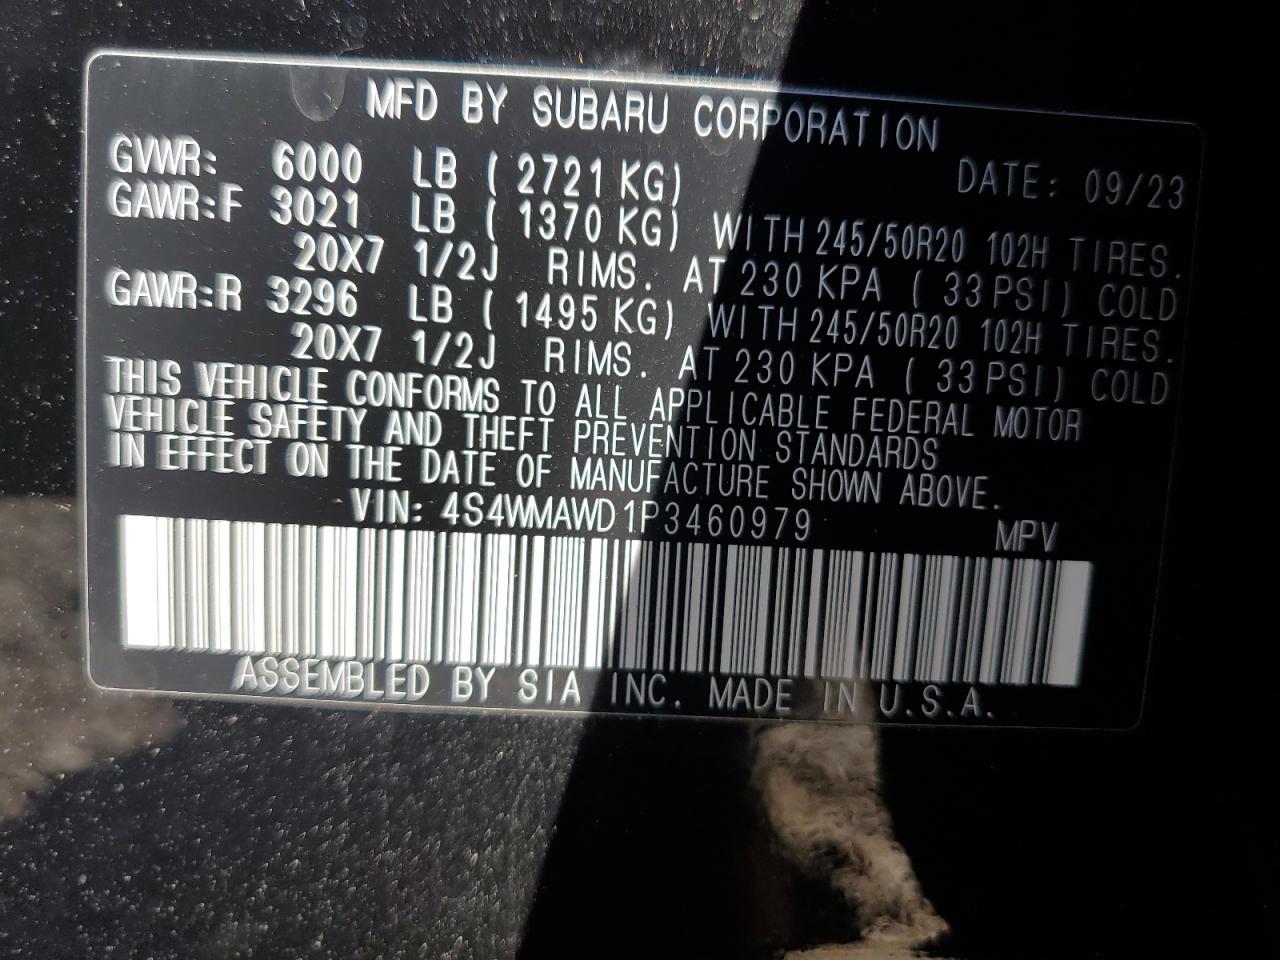 MFD BY SUBARU CORPORATION
GVWR: 6000 LB ( 2721 KG) DATE: 09/23
GAWR:F 3021 LB ( 1370 KG) WITH 245/50R20 102H TIRES.
20X7 1/2J RIMS. AT 230 KPA ( 33 PSI) COLD
GAWR:R 3296 LB ( 1495 KG) WITH 245/50R20 102H TIRES.
20X7 1/2J RIMS. AT 230 KPA ( 33 PSI) COLD
THIS VEHICLE CONFORMS TO ALL APPLICABLE FEDERAL MOTOR
VEHICLE SAFETY AND THEFT PREVENTION STANDARDS
IN EFFECT ON THE DATE OF MANUFACTURE SHOWN ABOVE.
VIN: 4S4WMAWD1P3460979 MPV
ASSEMBLED BY SIA INC. MADE IN U.S.A.